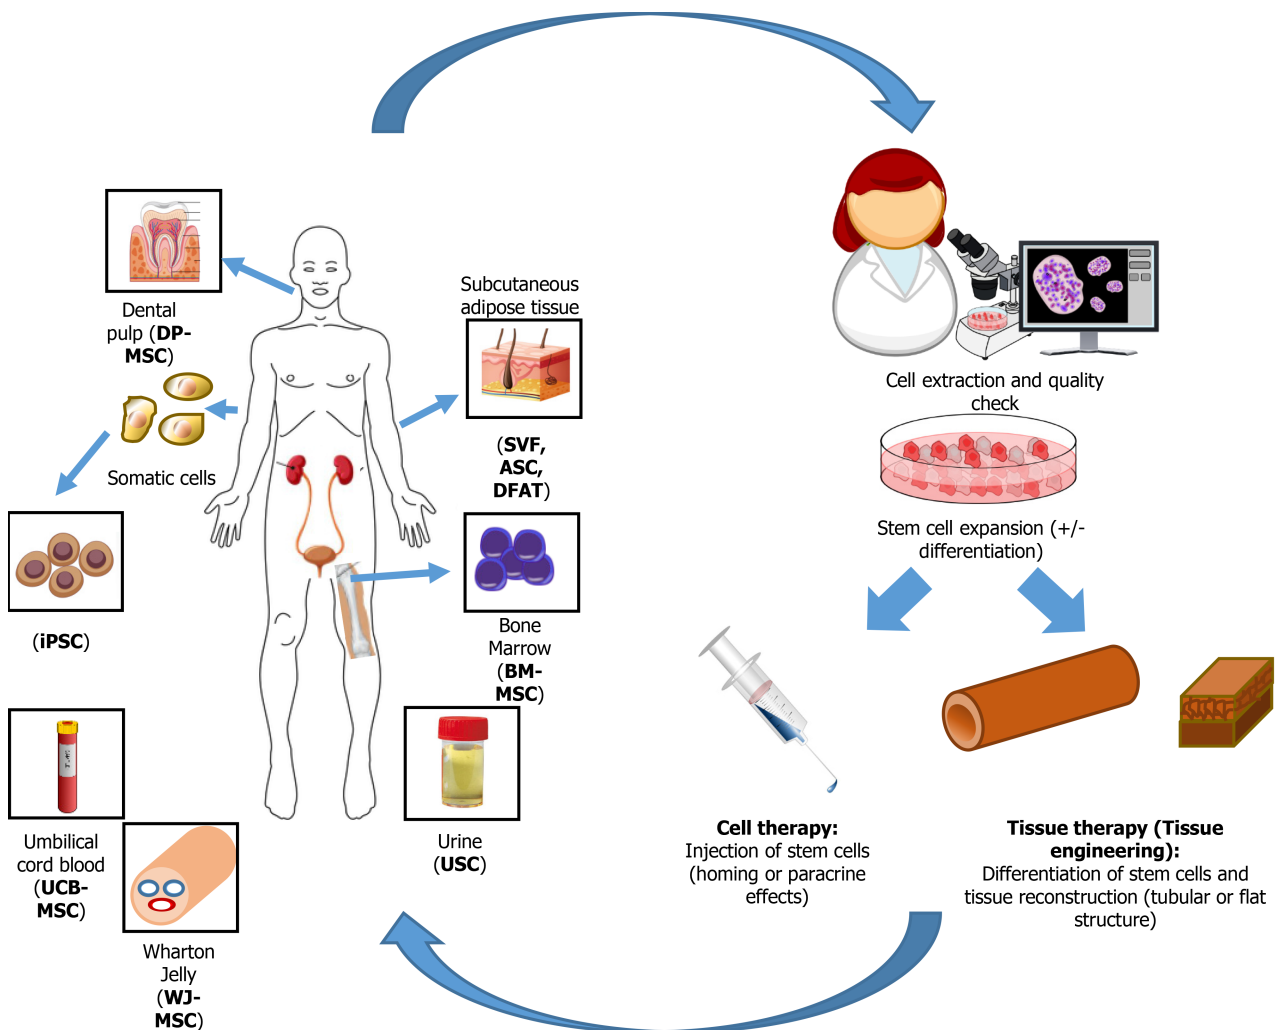 Dental
pulp (DP-
MSC)
Subcutaneous
adipose tissue
(SVF,
ASC,
DFAT)
Somatic cells
(iPSC)
Bone
Marrow
(BM-
MSC)
Umbilical
cord blood
(UCB-
MSC)
Wharton
Jelly
(WJ-
MSC)
Urine
(USC)
Cell extraction and quality
check
Stem cell expansion (+/-
differentiation)
Cell therapy:
Injection of stem cells
(homing or paracrine
effects)
Tissue therapy (Tissue
engineering):
Differentiation of stem cells and
tissue reconstruction (tubular or flat
structure)